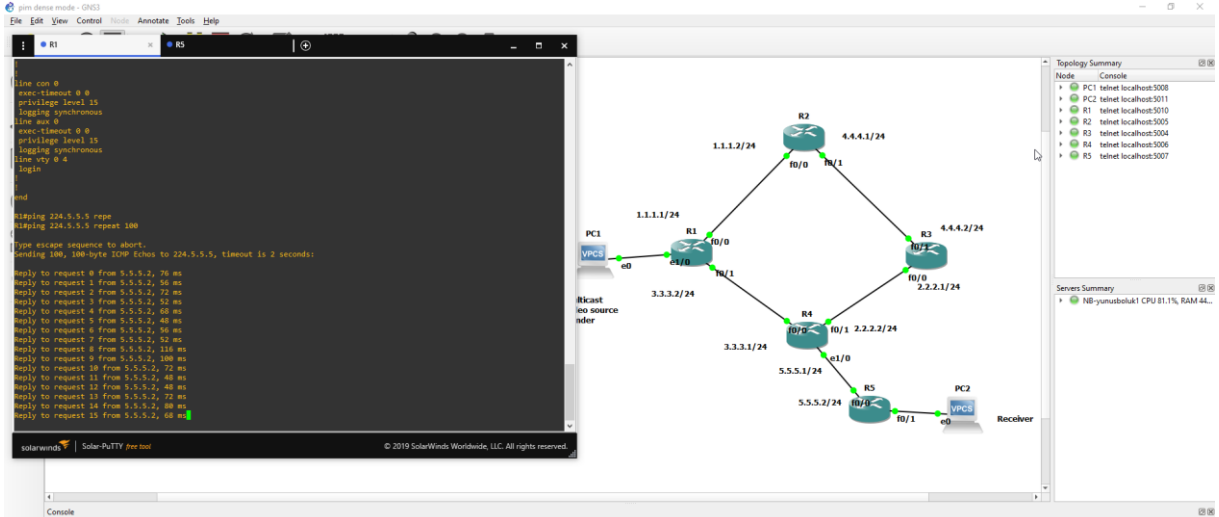 pim dense mode - GNS3
File Edit View Control Node Annotate Tools Help
R1
R5
!
!
line con 0
exec-timeout 0 0
privilege level 15
logging synchronous
line aux 0
exec-timeout 0 0
privilege level 15
logging synchronous
line vty 0 4
login
!
!
end
R1#ping 224.5.5.5 repe
R1#ping 224.5.5.5 repeat 100
Type escape sequence to abort.
Sending 100, 100-byte ICMP Echos to 224.5.5.5, timeout is 2 seconds:
Reply to request 0 from 5.5.5.2, 76 ms
Reply to request 1 from 5.5.5.2, 56 ms
Reply to request 2 from 5.5.5.2, 72 ms
Reply to request 3 from 5.5.5.2, 52 ms
Reply to request 4 from 5.5.5.2, 68 ms
Reply to request 5 from 5.5.5.2, 48 ms
Reply to request 6 from 5.5.5.2, 56 ms
Reply to request 7 from 5.5.5.2, 52 ms
Reply to request 8 from 5.5.5.2, 116 ms
Reply to request 9 from 5.5.5.2, 100 ms
Reply to request 10 from 5.5.5.2, 72 ms
Reply to request 11 from 5.5.5.2, 48 ms
Reply to request 12 from 5.5.5.2, 48 ms
Reply to request 13 from 5.5.5.2, 72 ms
Reply to request 14 from 5.5.5.2, 80 ms
Reply to request 15 from 5.5.5.2, 68 ms
solarwinds Solar-PuTTY free tool © 2019 SolarWinds Worldwide, LLC. All rights reserved.
R2
4.4.4.1/24
1.1.1.2/24
f0/0
f0/1
1.1.1.1/24
PC1
VPCS
e0
R1
f0/0
e1/0
f0/1
3.3.3.2/24
R3
4.4.4.2/24
f0/1
f0/0
2.2.2.1/24
lticast
leo source
nder
R4
f0/0
f0/1
2.2.2.2/24
3.3.3.1/24
e1/0
5.5.5.1/24
R5
5.5.5.2/24
f0/0
f0/1
PC2
VPCS
e0
Receiver
Topology Summary
Node Console
PC1 telnet localhost:5008
PC2 telnet localhost:5011
R1 telnet localhost:5010
R2 telnet localhost:5005
R3 telnet localhost:5004
R4 telnet localhost:5006
R5 telnet localhost:5007
Servers Summary
NB-yunusboluk1 CPU 81.1%, RAM 44...
Console